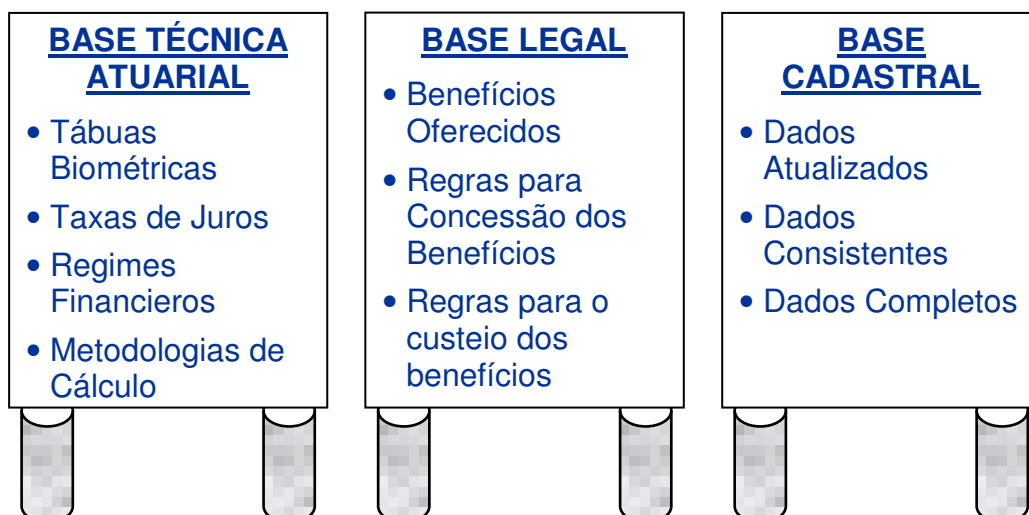 BASE TÉCNICA
ATUARIAL
• Tábuas
Biométricas
• Taxas de Juros
• Regimes
Financieros
• Metodologias de
Cálculo
BASE LEGAL
• Benefícios
Oferecidos
• Regras para
Concessão dos
Benefícios
• Regras para o
custeio dos
benefícios
BASE
CADASTRAL
• Dados
Atualizados
• Dados
Consistentes
• Dados Completos